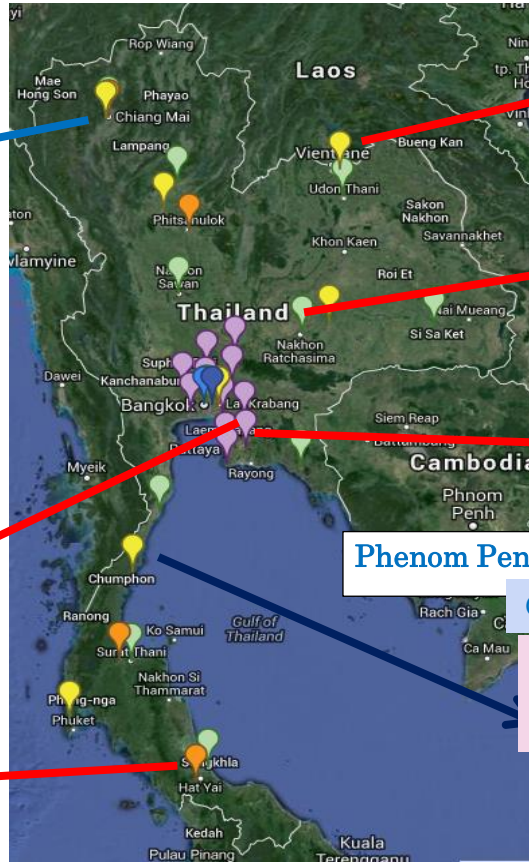 Rop Wiang
Laos
Mae
Hong Son
Phayao
Chiang Mai
Lampang
Vientiane
Bueng Kan
Udon Thani
Phitsanulok
Sakon
Nakhon
Savannakhet
Khon Kaen
Nakhon
Sawan
Roi Et
Thailand
Si Sa Ket
Nakhon
Ratchasima
Dawei
Kanchanabur
Bangkok
Lat Krabang
Siem Reap
Battambang
Pattaya
Rayong
Cambodia
Myeik
Phnom
Penh
Phenom Pen
Chumphon
Ranong
Gulf of
Thailand
Rach Gia
Ko Samui
Ca Mau
Surat Thani
Nakhon Si
Thammarat
Phang-nga
Phuket
Songkhla
Hat Yai
Kedah
Pulau Pinang
Kuala
Terengganu